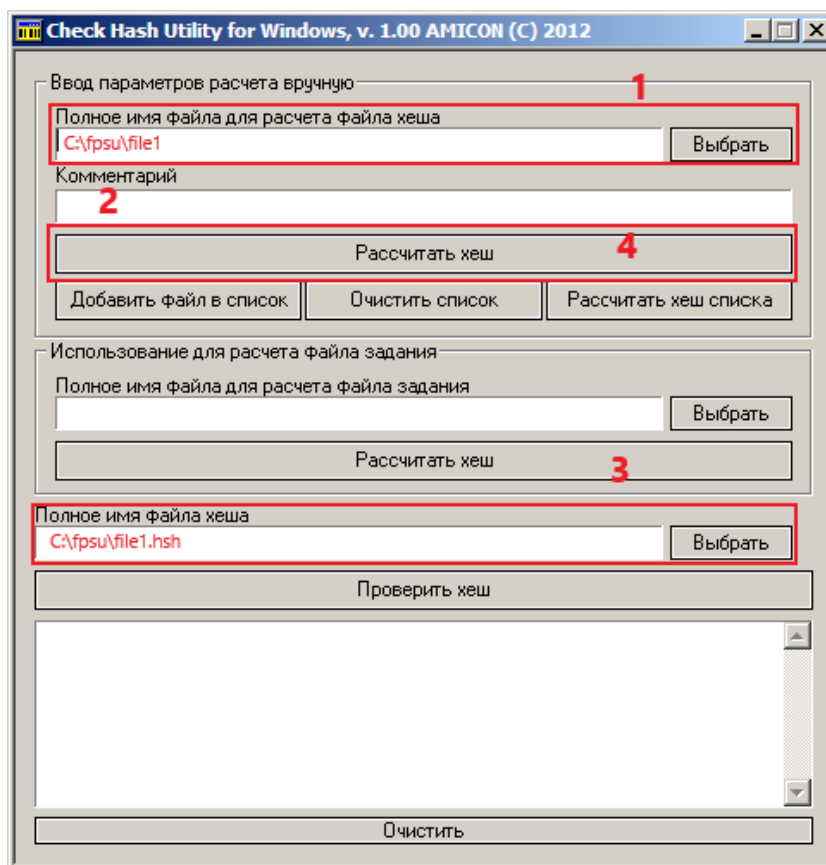 Check Hash Utility for Windows, v. 1.00 AMICON (C) 2012
Ввод параметров расчета вручную
1
Полное имя файла для расчета файла хеша
C:\fpsu\file1
Выбрать
Комментарий
2
Рассчитать хеш
4
Добавить файл в список
Очистить список
Рассчитать хеш списка
Использование для расчета файла задания
Полное имя файла для расчета файла задания
Выбрать
Рассчитать хеш
3
Полное имя файла хеша
C:\fpsu\file1.hsh
Выбрать
Проверить хеш
Очистить